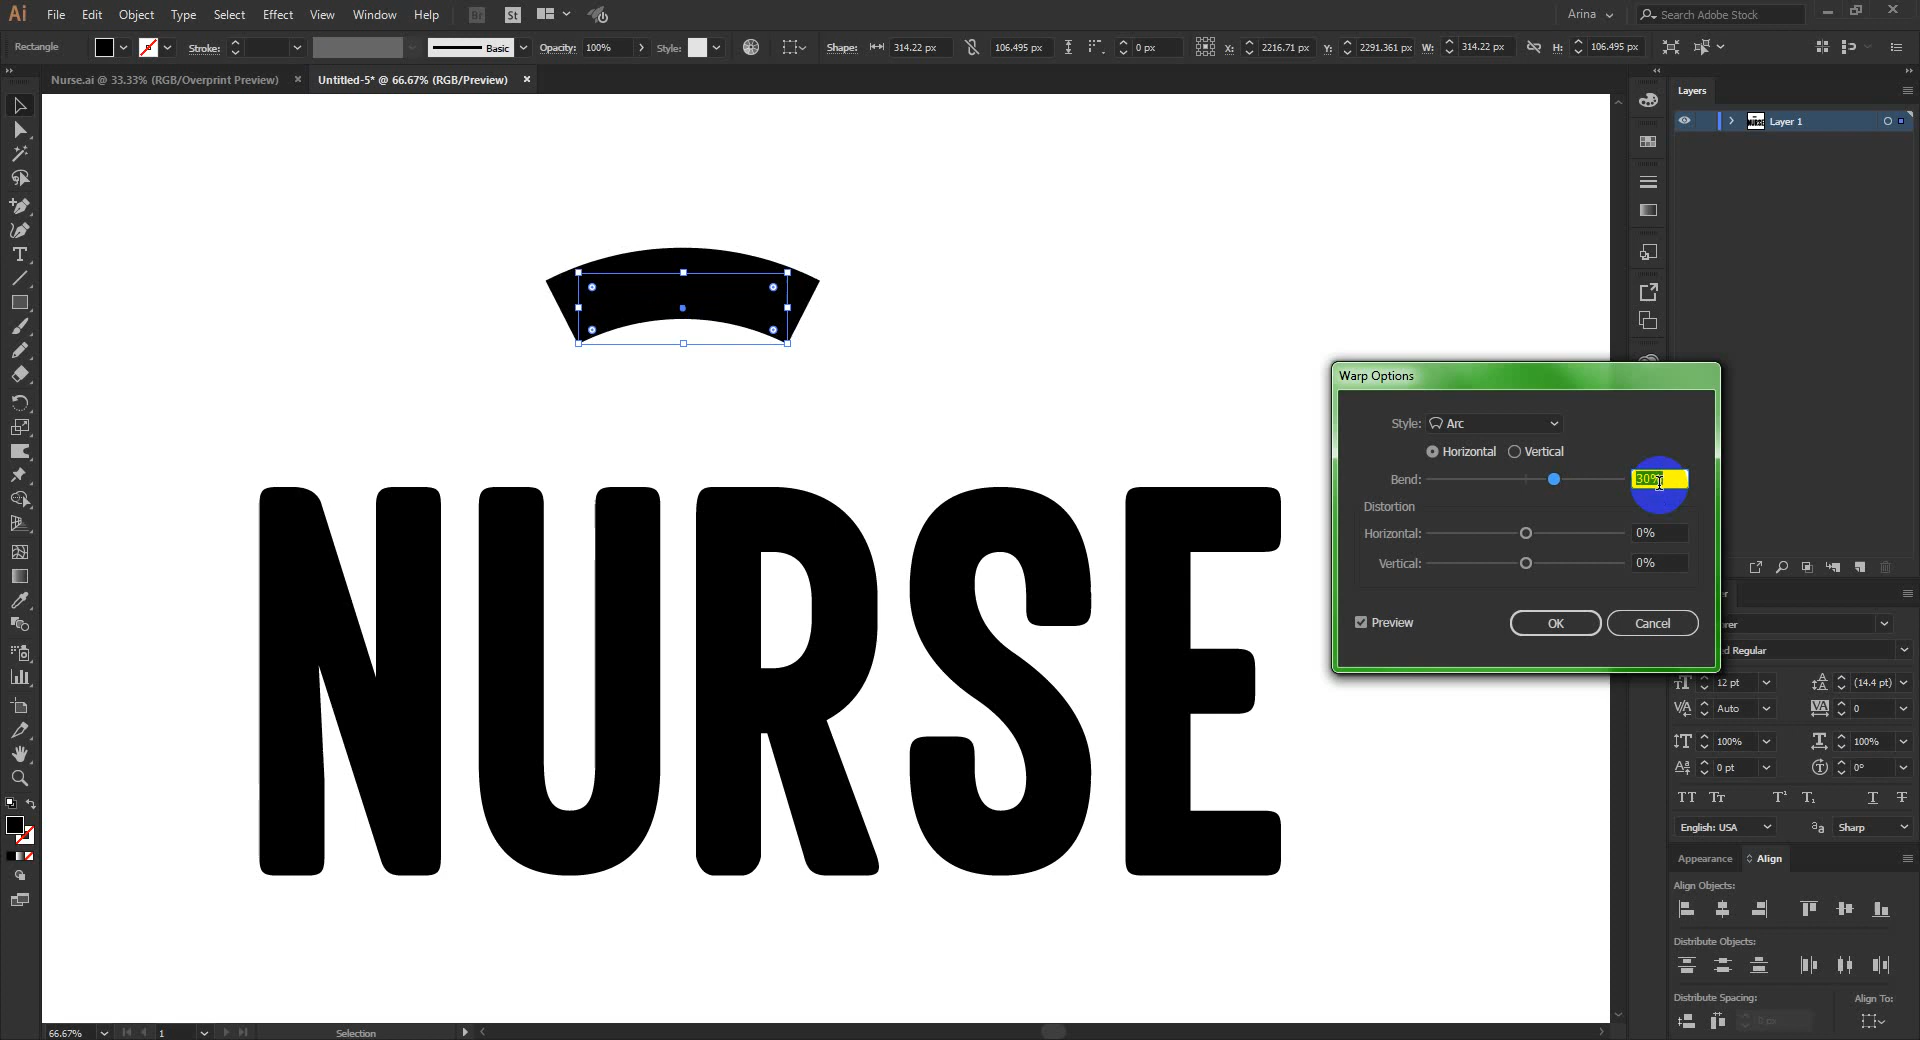 Ai File Edit Object Type Select Effect View Window Help Br St Arina Search Adobe Stock
Rectangle Stroke: Basic Opacity: 100% Style: Shape: 314.22 px 106.495 px 0 px X: 2216.71 px Y: 2291.361 px W: 314.22 px H: 106.495 px
Nurse.ai @ 33.33% (RGB/Overprint Preview) × Untitled-5* @ 66.67% (RGB/Preview) ×
Layers
Layer 1
Warp Options
Style: Arc
Horizontal Vertical
Bend: 30%
Distortion
Horizontal: 0%
Vertical: 0%
Preview OK Cancel
NURSE
ed Regular
12 pt (14.4 pt)
Auto 0
100% 100%
0 pt 0°
English: USA Sharp
Appearance Align
Align Objects:
Distribute Objects:
Distribute Spacing: Align To:
66.67% 1 Selection